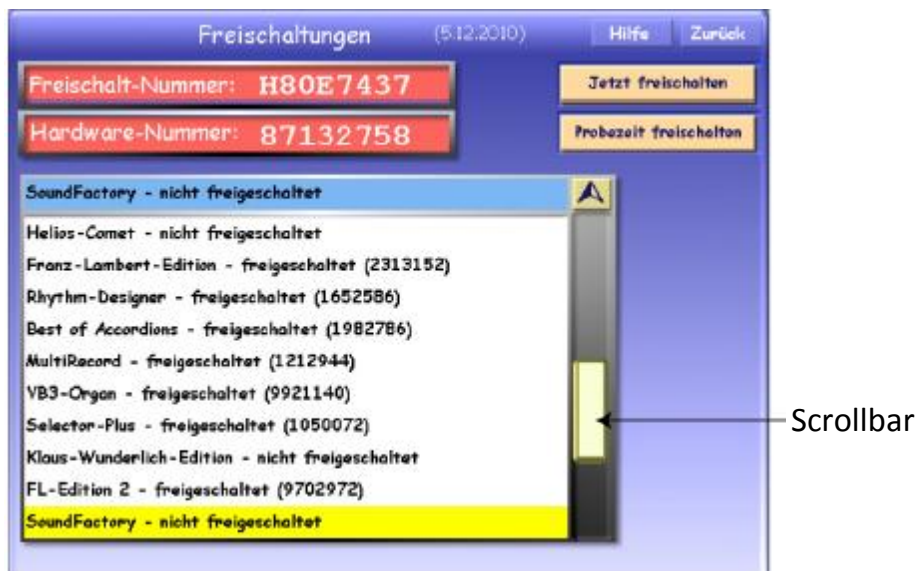 Freischaltungen (5.12.2010) Hilfe Zurück
Freischalt-Nummer: H80E7437 Jetzt freischalten
Hardware-Nummer: 87132758 Probezeit freischalten
SoundFactory - nicht freigeschaltet
Helios-Comet - nicht freigeschaltet
Franz-Lambert-Edition - freigeschaltet (2313152)
Rhythm-Designer - freigeschaltet (1652586)
Best of Accordions - freigeschaltet (1982786)
MultiRecord - freigeschaltet (1212944)
VB3-Organ - freigeschaltet (9921140)
Selector-Plus - freigeschaltet (1050072)
Scrollbar
Klaus-Wunderlich-Edition - nicht freigeschaltet
FL-Edition 2 - freigeschaltet (9702972)
SoundFactory - nicht freigeschaltet